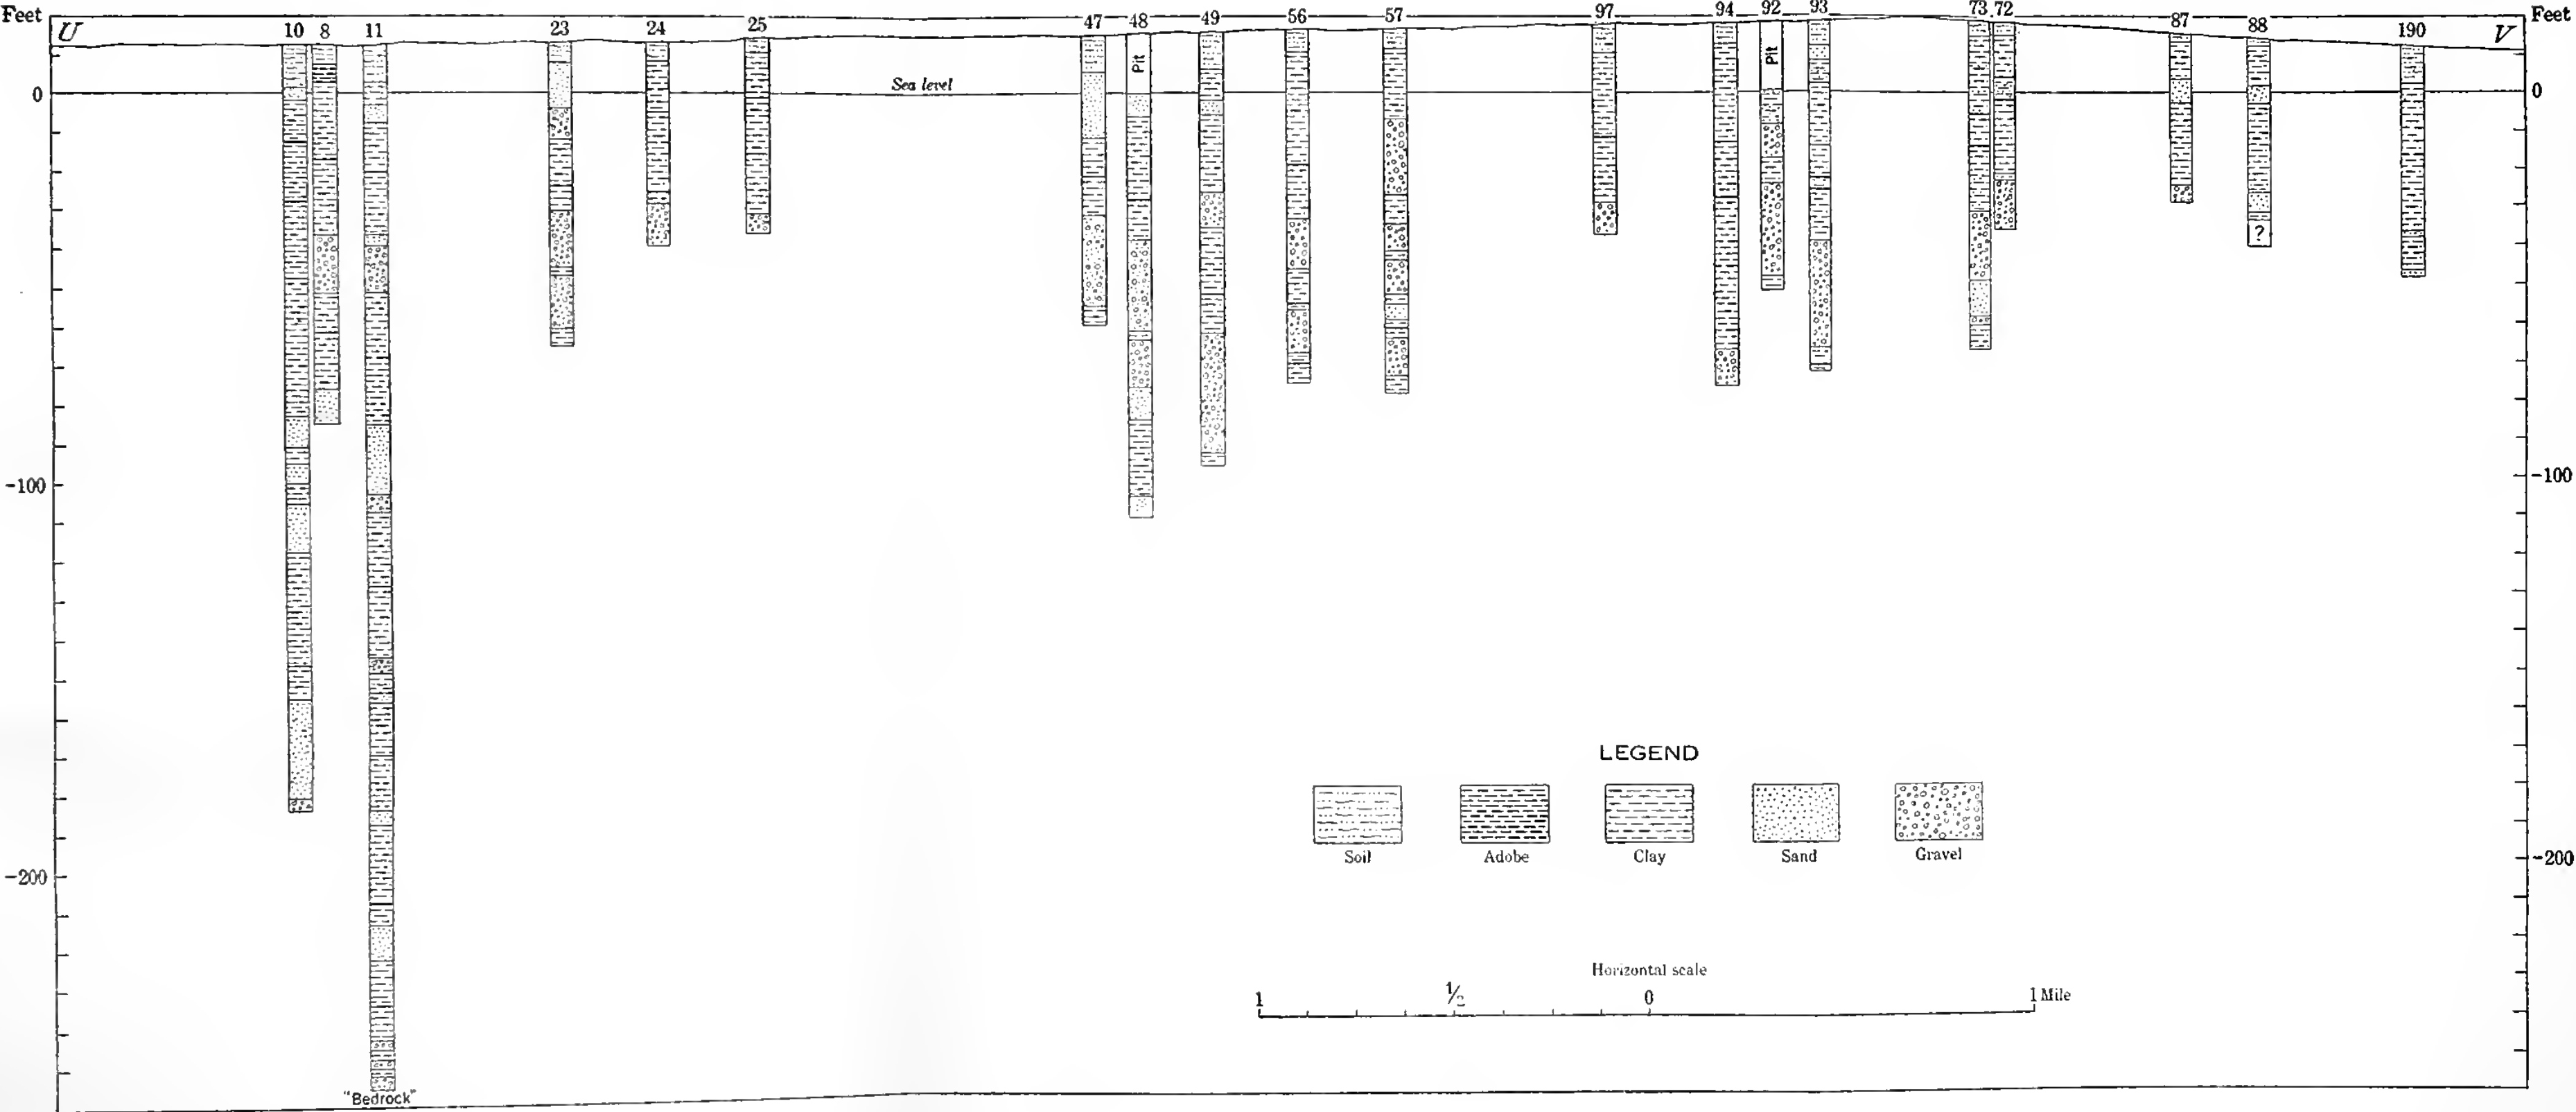 Feet Feet
U 10 8 11 23 24 25 47 48 49 56 57 97 94 92 93 73 72 87 88 190 V
Pit Pit
0 Sea level 0
?
-100 -100
LEGEND
Soil Adobe Clay Sand Gravel
-200 -200
Horizontal scale
1 1/2 0 1 Mile
"Bedrock"